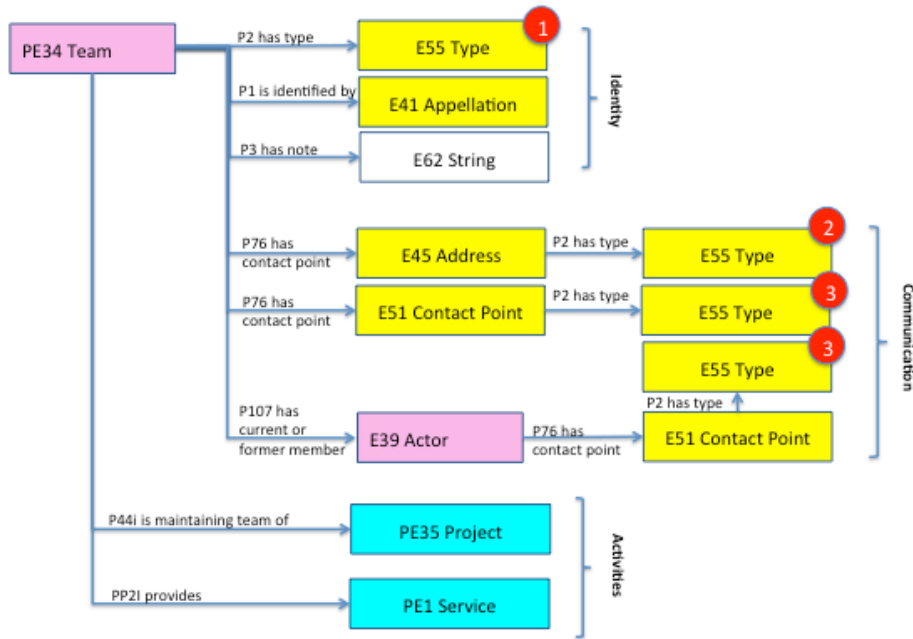 PE34 Team
P2 has type
E55 Type
1
P1 is identified by
E41 Appellation
P3 has note
E62 String
Identity
P76 has
contact point
E45 Address
P2 has type
E55 Type
2
P76 has
contact point
E51 Contact Point
P2 has type
E55 Type
3
E55 Type
3
P2 has type
P107 has
current or
former member
E39 Actor
P76 has
contact point
E51 Contact Point
Communication
P44i is maintaining team of
PE35 Project
PP2I provides
PE1 Service
Activities